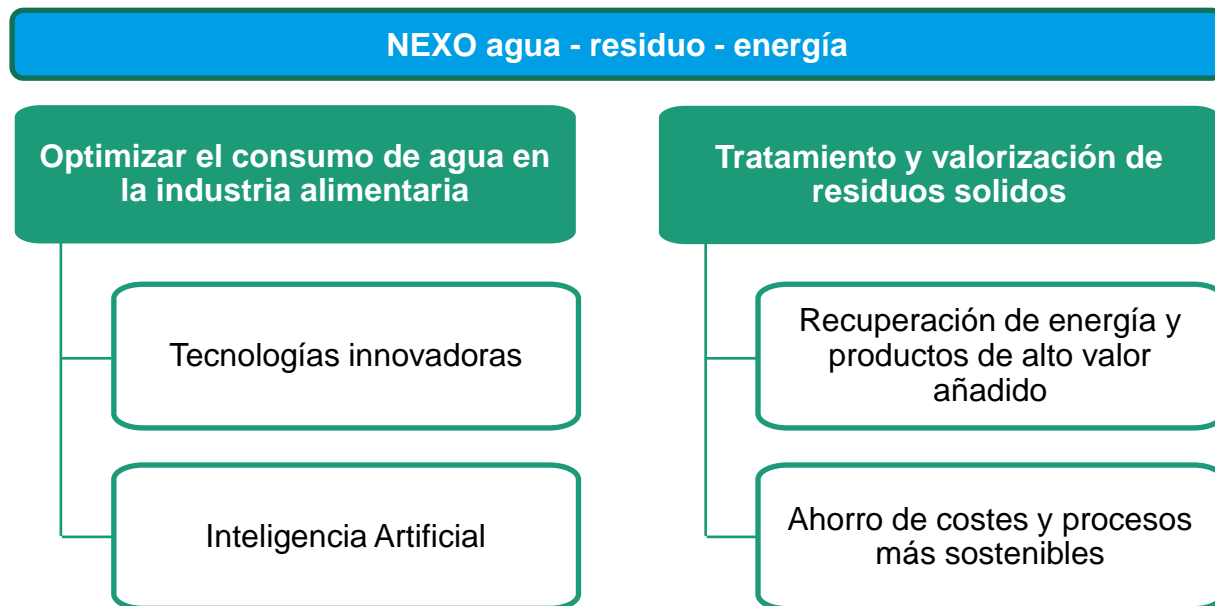 NEXO agua - residuo - energía
Optimizar el consumo de agua en
la industria alimentaria
Tecnologías innovadoras
Inteligencia Artificial
Tratamiento y valorización de
residuos solidos
Recuperación de energía y
productos de alto valor
añadido
Ahorro de costes y procesos
más sostenibles